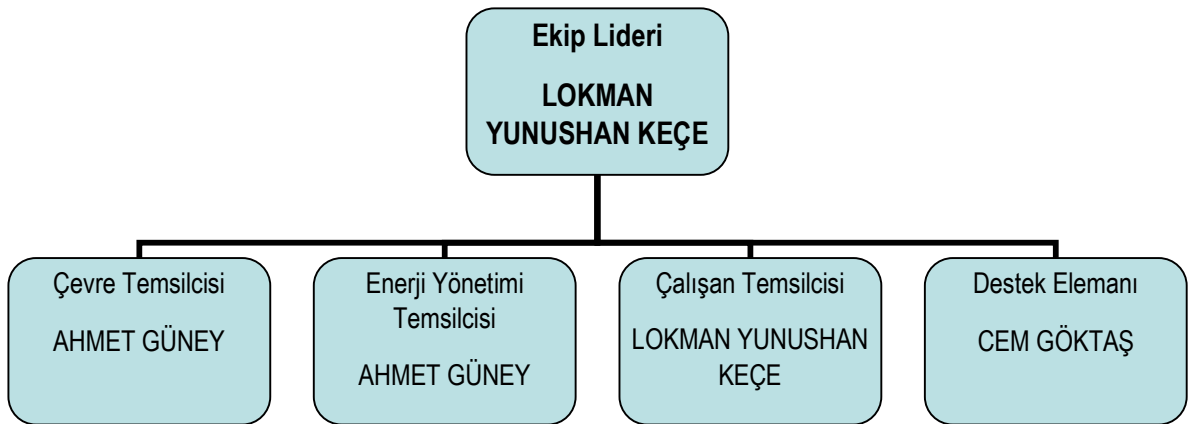 Ekip Lideri
LOKMAN
YUNUSHAN KEÇE
Çevre Temsilcisi
AHMET GÜNEY
Enerji Yönetimi
Temsilcisi
AHMET GÜNEY
Çalışan Temsilcisi
LOKMAN YUNUSHAN
KEÇE
Destek Elemanı
CEM GÖKTAŞ